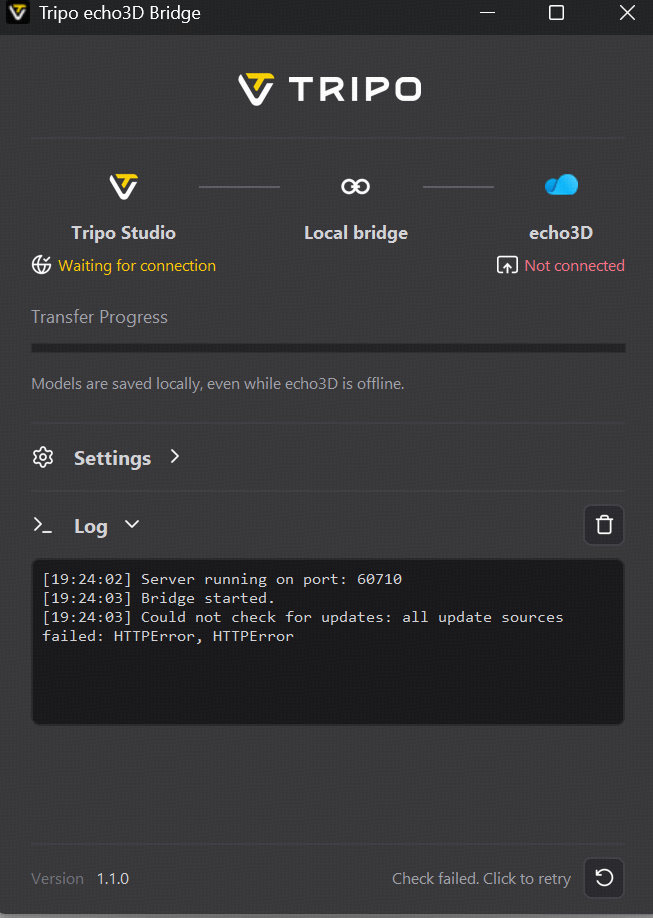 Tripo echo3D Bridge
TRIPO
Tripo Studio
Local bridge
echo3D
Waiting for connection
Not connected
Transfer Progress
Models are saved locally, even while echo3D is offline.
Settings
Log
[19:24:02] Server running on port: 60710
[19:24:03] Bridge started.
[19:24:03] Could not check for updates: all update sources
failed: HTTPError, HTTPError
Version 1.1.0
Check failed. Click to retry